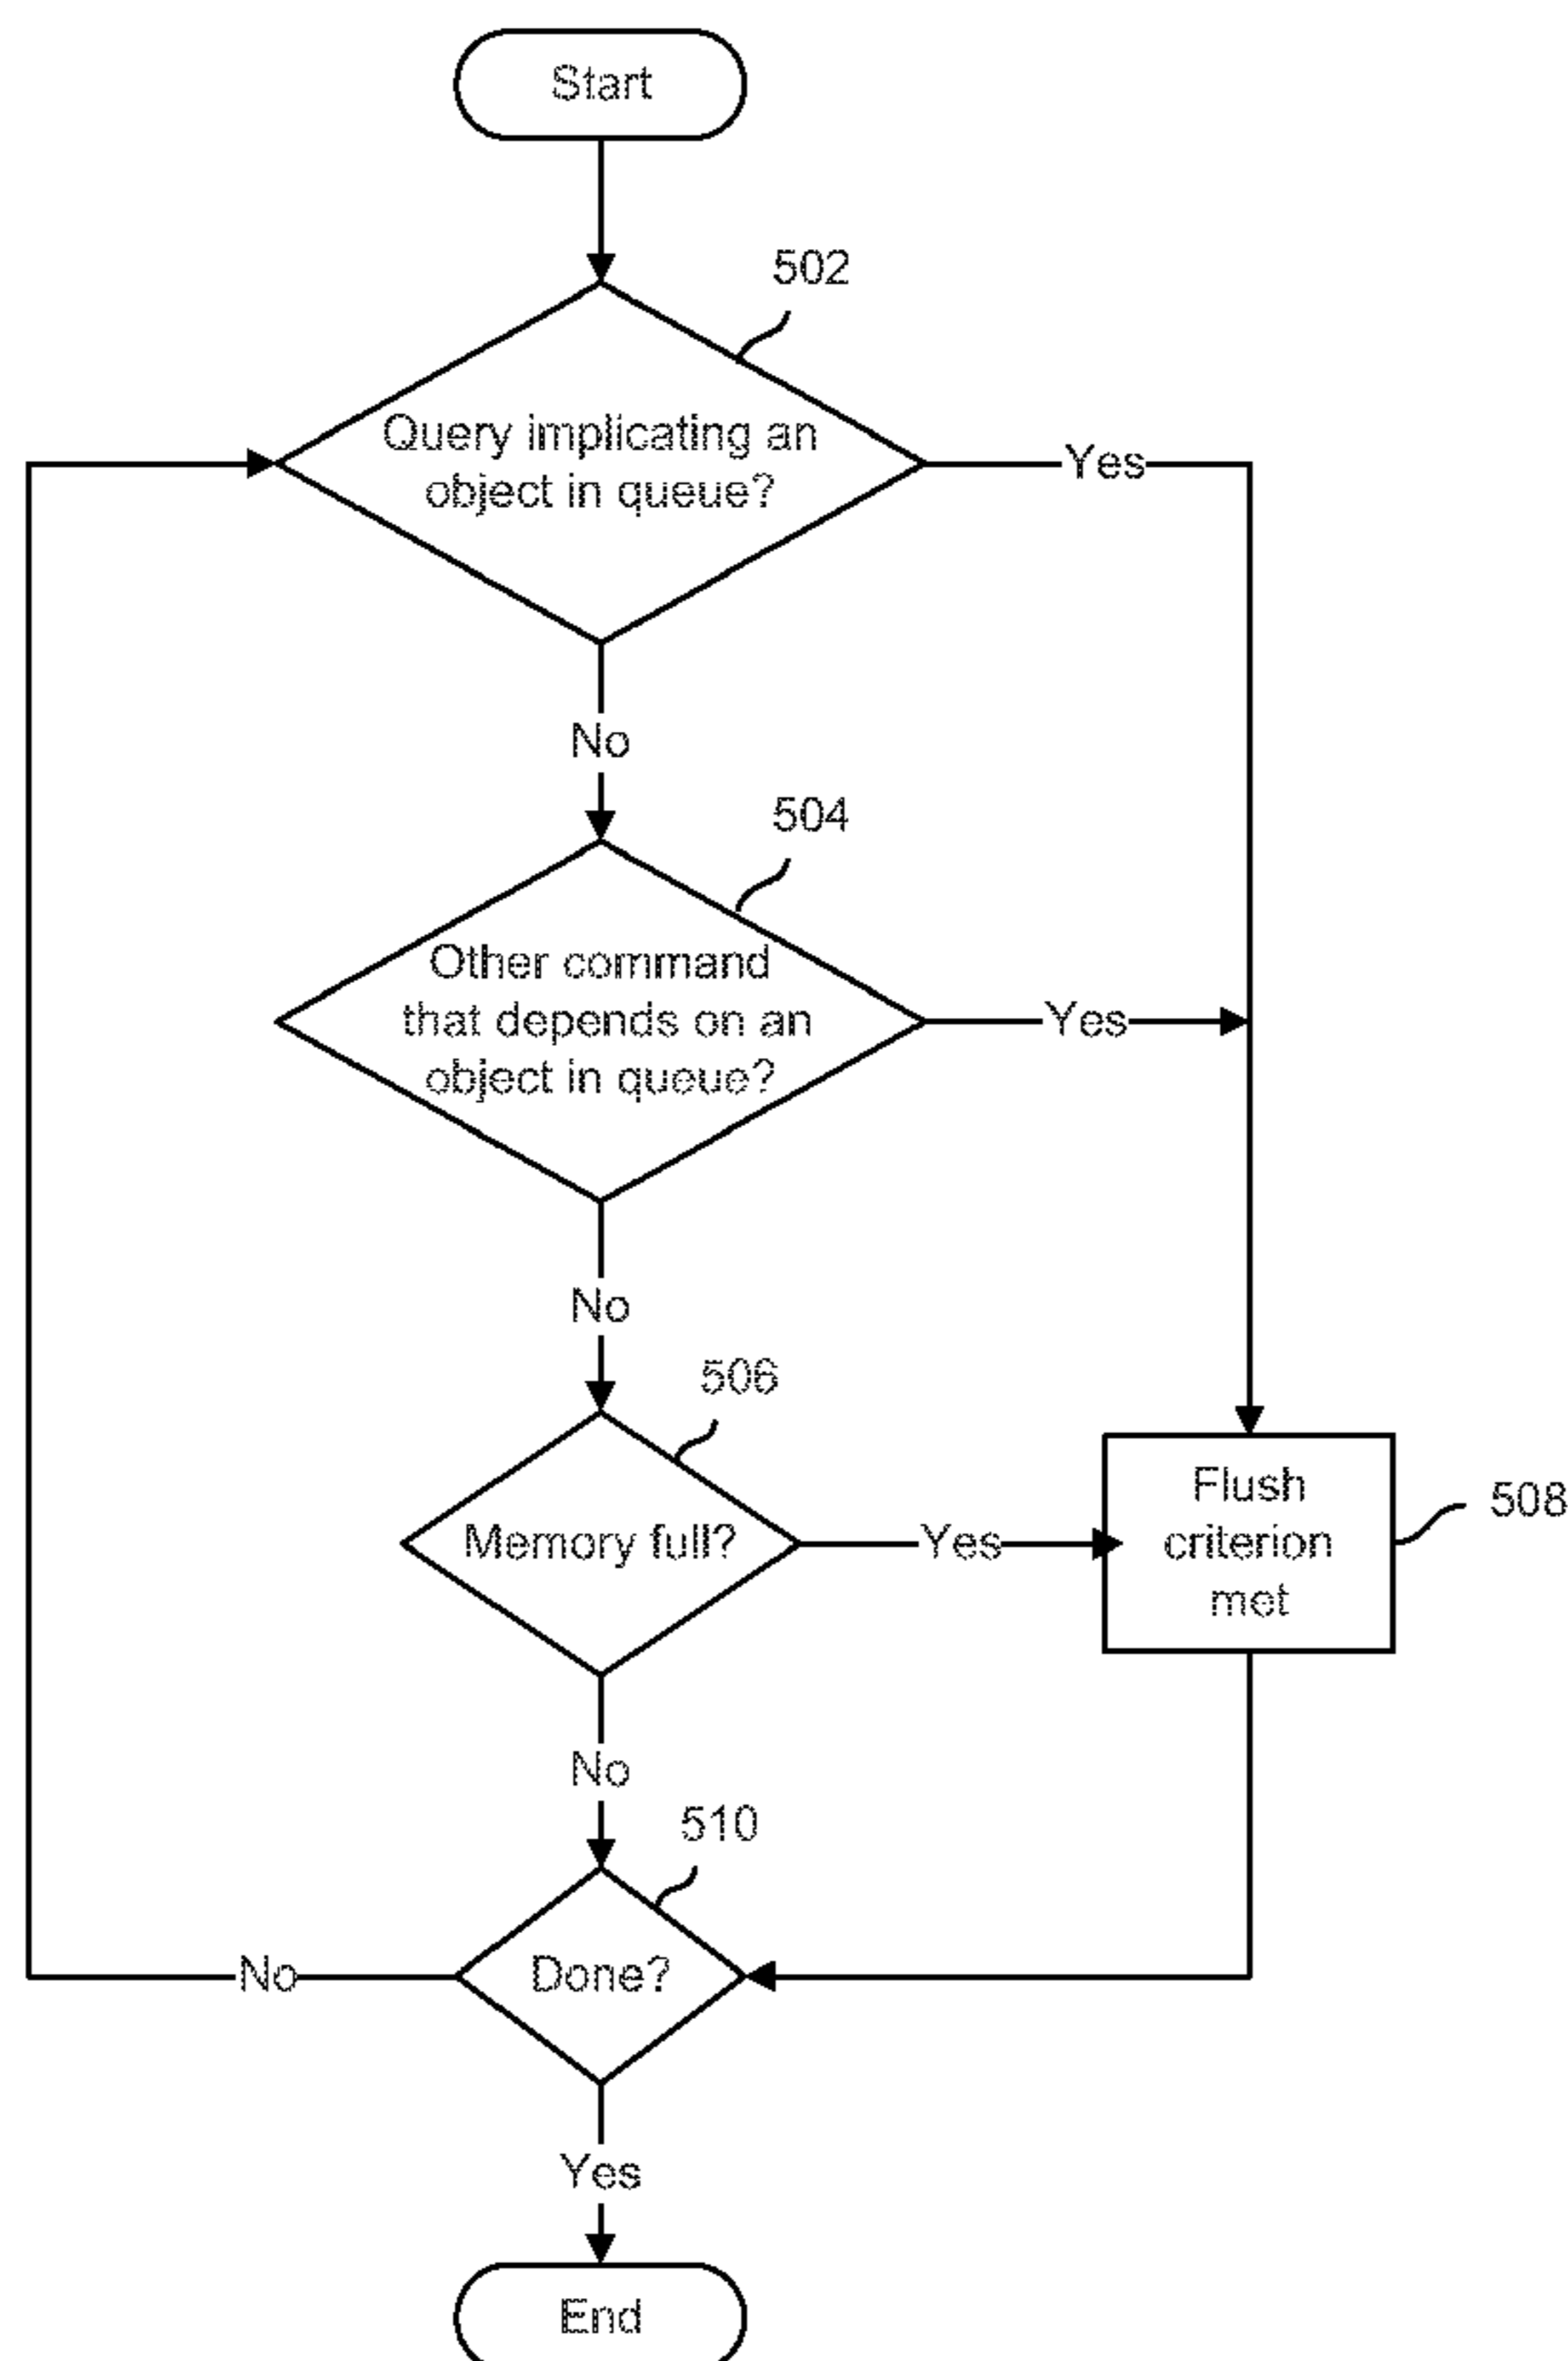 Start
502
Query implicating an
object in queue?
Yes
No
504
Other command
that depends on an
object in queue?
Yes
No
506
Memory full?
Yes
Flush
criterion
met
508
No
510
Done?
No
Yes
End